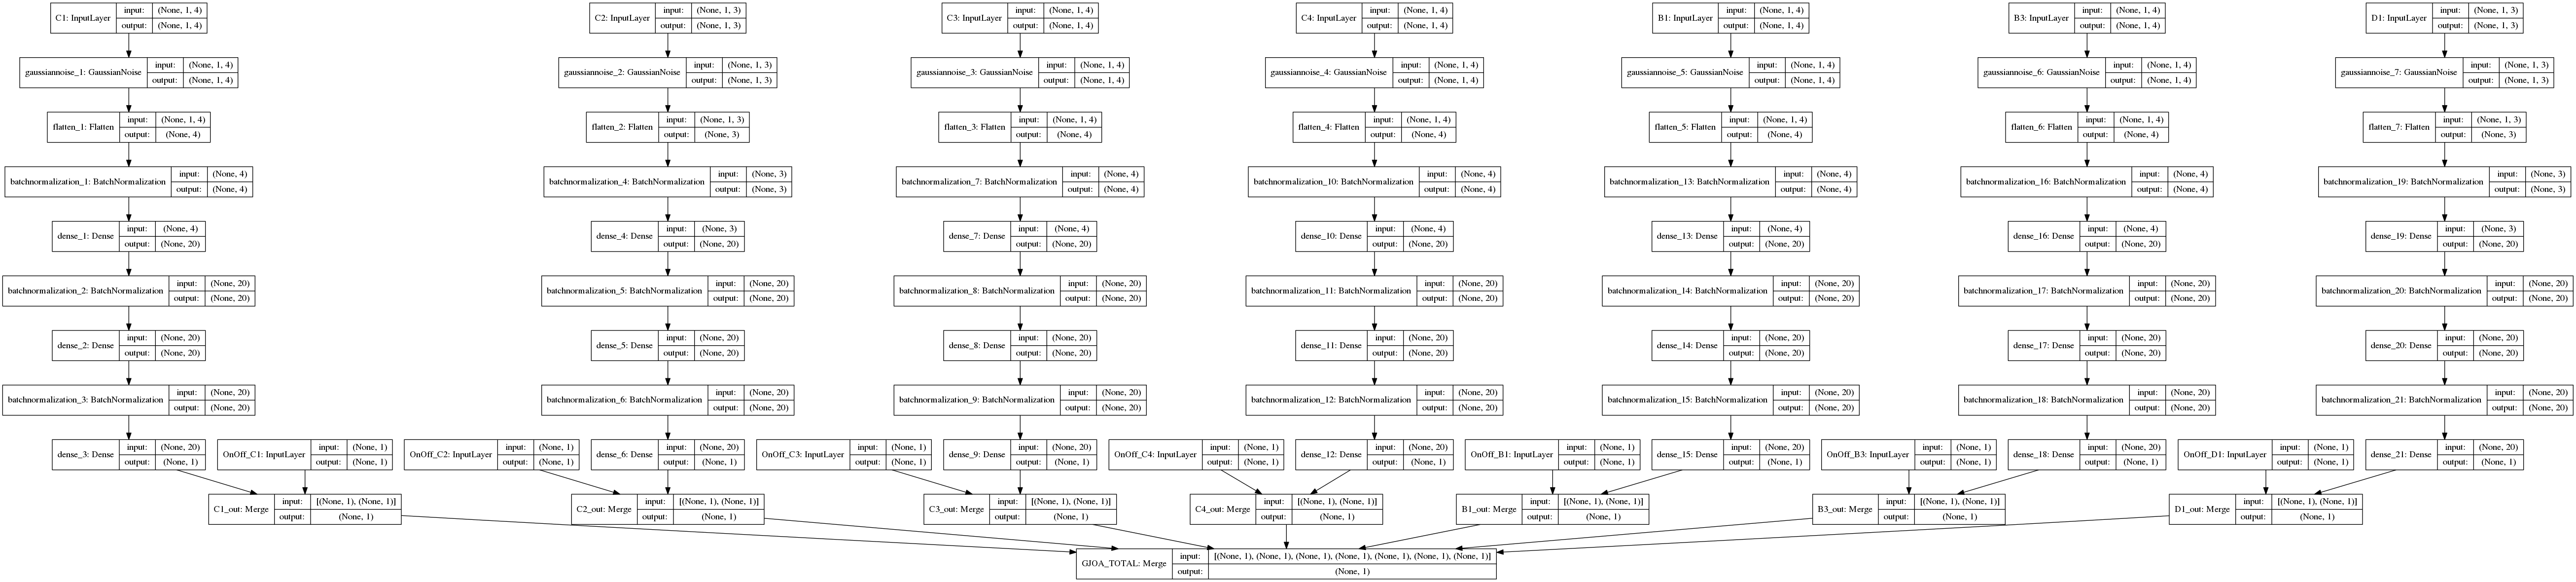 C1: InputLayer input: (None, 1, 4) output: (None, 1, 4)
C2: InputLayer input: (None, 1, 3) output: (None, 1, 3)
C3: InputLayer input: (None, 1, 4) output: (None, 1, 4)
C4: InputLayer input: (None, 1, 4) output: (None, 1, 4)
B1: InputLayer input: (None, 1, 4) output: (None, 1, 4)
B3: InputLayer input: (None, 1, 4) output: (None, 1, 4)
D1: InputLayer input: (None, 1, 3) output: (None, 1, 3)
gaussiannoise_1: GaussianNoise input: (None, 1, 4) output: (None, 1, 4)
gaussiannoise_2: GaussianNoise input: (None, 1, 3) output: (None, 1, 3)
gaussiannoise_3: GaussianNoise input: (None, 1, 4) output: (None, 1, 4)
gaussiannoise_4: GaussianNoise input: (None, 1, 4) output: (None, 1, 4)
gaussiannoise_5: GaussianNoise input: (None, 1, 4) output: (None, 1, 4)
gaussiannoise_6: GaussianNoise input: (None, 1, 4) output: (None, 1, 4)
gaussiannoise_7: GaussianNoise input: (None, 1, 3) output: (None, 1, 3)
flatten_1: Flatten input: (None, 1, 4) output: (None, 4)
flatten_2: Flatten input: (None, 1, 3) output: (None, 3)
flatten_3: Flatten input: (None, 1, 4) output: (None, 4)
flatten_4: Flatten input: (None, 1, 4) output: (None, 4)
flatten_5: Flatten input: (None, 1, 4) output: (None, 4)
flatten_6: Flatten input: (None, 1, 4) output: (None, 4)
flatten_7: Flatten input: (None, 1, 3) output: (None, 3)
batchnormalization_1: BatchNormalization input: (None, 4) output: (None, 4)
batchnormalization_4: BatchNormalization input: (None, 3) output: (None, 3)
batchnormalization_7: BatchNormalization input: (None, 4) output: (None, 4)
batchnormalization_10: BatchNormalization input: (None, 4) output: (None, 4)
batchnormalization_13: BatchNormalization input: (None, 4) output: (None, 4)
batchnormalization_16: BatchNormalization input: (None, 4) output: (None, 4)
batchnormalization_19: BatchNormalization input: (None, 3) output: (None, 3)
dense_1: Dense input: (None, 4) output: (None, 20)
dense_4: Dense input: (None, 3) output: (None, 20)
dense_7: Dense input: (None, 4) output: (None, 20)
dense_10: Dense input: (None, 4) output: (None, 20)
dense_13: Dense input: (None, 4) output: (None, 20)
dense_16: Dense input: (None, 4) output: (None, 20)
dense_19: Dense input: (None, 3) output: (None, 20)
batchnormalization_2: BatchNormalization input: (None, 20) output: (None, 20)
batchnormalization_5: BatchNormalization input: (None, 20) output: (None, 20)
batchnormalization_8: BatchNormalization input: (None, 20) output: (None, 20)
batchnormalization_11: BatchNormalization input: (None, 20) output: (None, 20)
batchnormalization_14: BatchNormalization input: (None, 20) output: (None, 20)
batchnormalization_17: BatchNormalization input: (None, 20) output: (None, 20)
batchnormalization_20: BatchNormalization input: (None, 20) output: (None, 20)
dense_2: Dense input: (None, 20) output: (None, 20)
dense_5: Dense input: (None, 20) output: (None, 20)
dense_8: Dense input: (None, 20) output: (None, 20)
dense_11: Dense input: (None, 20) output: (None, 20)
dense_14: Dense input: (None, 20) output: (None, 20)
dense_17: Dense input: (None, 20) output: (None, 20)
dense_20: Dense input: (None, 20) output: (None, 20)
batchnormalization_3: BatchNormalization input: (None, 20) output: (None, 20)
batchnormalization_6: BatchNormalization input: (None, 20) output: (None, 20)
batchnormalization_9: BatchNormalization input: (None, 20) output: (None, 20)
batchnormalization_12: BatchNormalization input: (None, 20) output: (None, 20)
batchnormalization_15: BatchNormalization input: (None, 20) output: (None, 20)
batchnormalization_18: BatchNormalization input: (None, 20) output: (None, 20)
batchnormalization_21: BatchNormalization input: (None, 20) output: (None, 20)
dense_3: Dense input: (None, 20) output: (None, 1)
OnOff_C1: InputLayer input: (None, 1) output: (None, 1)
OnOff_C2: InputLayer input: (None, 1) output: (None, 1)
dense_6: Dense input: (None, 20) output: (None, 1)
OnOff_C3: InputLayer input: (None, 1) output: (None, 1)
dense_9: Dense input: (None, 20) output: (None, 1)
OnOff_C4: InputLayer input: (None, 1) output: (None, 1)
dense_12: Dense input: (None, 20) output: (None, 1)
OnOff_B1: InputLayer input: (None, 1) output: (None, 1)
dense_15: Dense input: (None, 20) output: (None, 1)
OnOff_B3: InputLayer input: (None, 1) output: (None, 1)
dense_18: Dense input: (None, 20) output: (None, 1)
OnOff_D1: InputLayer input: (None, 1) output: (None, 1)
dense_21: Dense input: (None, 20) output: (None, 1)
C1_out: Merge input: [(None, 1), (None, 1)] output: (None, 1)
C2_out: Merge input: [(None, 1), (None, 1)] output: (None, 1)
C3_out: Merge input: [(None, 1), (None, 1)] output: (None, 1)
C4_out: Merge input: [(None, 1), (None, 1)] output: (None, 1)
B1_out: Merge input: [(None, 1), (None, 1)] output: (None, 1)
B3_out: Merge input: [(None, 1), (None, 1)] output: (None, 1)
D1_out: Merge input: [(None, 1), (None, 1)] output: (None, 1)
GJOA_TOTAL: Merge input: [(None, 1), (None, 1), (None, 1), (None, 1), (None, 1), (None, 1), (None, 1)] output: (None, 1)